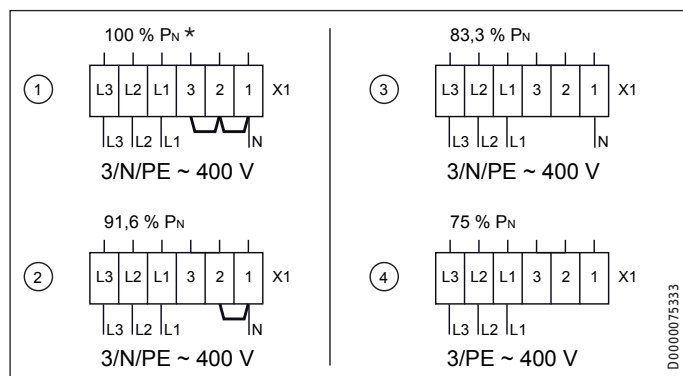 100 % PN *
1
L3 L2 L1 3 2 1 X1
L3 L2 L1 N
3/N/PE ~ 400 V
91,6 % PN
2
L3 L2 L1 3 2 1 X1
L3 L2 L1 N
3/N/PE ~ 400 V
83,3 % PN
3
L3 L2 L1 3 2 1 X1
L3 L2 L1 N
3/N/PE ~ 400 V
75 % PN
4
L3 L2 L1 3 2 1 X1
L3 L2 L1
3/PE ~ 400 V
D0000075333